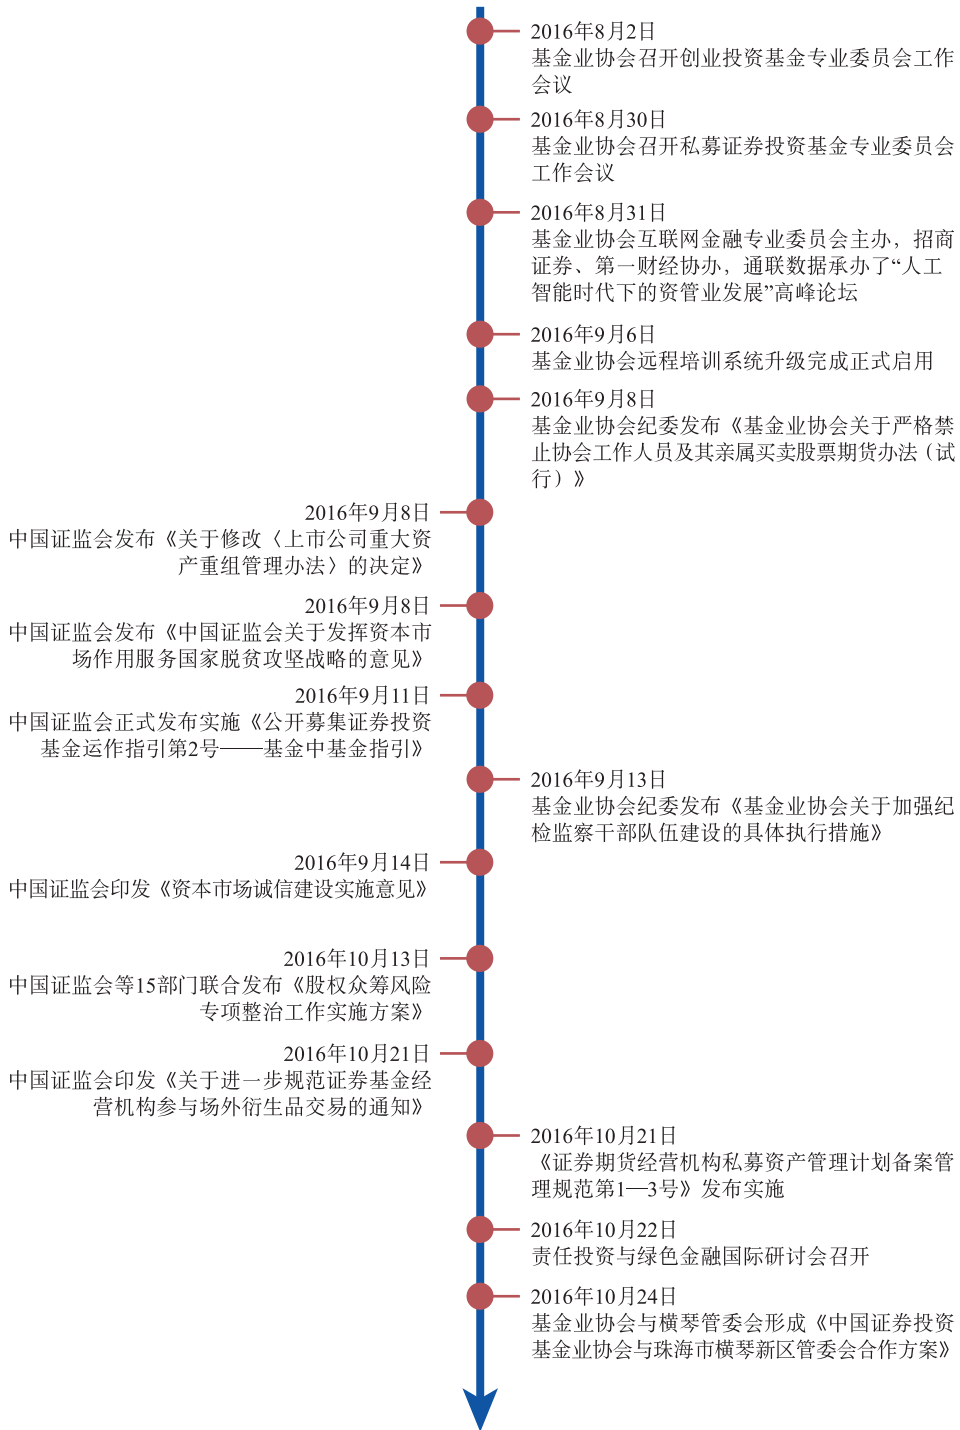 2016年8月2日
基金业协会召开创业投资基金专业委员会工作
会议
2016年8月30日
基金业协会召开私募证券投资基金专业委员会
工作会议
2016年8月31日
基金业协会互联网金融专业委员会主办，招商
证券、第一财经协办，通联数据承办了“人工
智能时代下的资管业发展”高峰论坛
2016年9月6日
基金业协会远程培训系统升级完成正式启用
2016年9月8日
基金业协会纪委发布《基金业协会关于严格禁
止协会工作人员及其亲属买卖股票期货办法（试
行）》
2016年9月8日
中国证监会发布《关于修改〈上市公司重大资
产重组管理办法〉的决定》
2016年9月8日
中国证监会发布《中国证监会关于发挥资本市
场作用服务国家脱贫攻坚战略的意见》
2016年9月11日
中国证监会正式发布实施《公开募集证券投资
基金运作指引第2号——基金中基金指引》
2016年9月13日
基金业协会纪委发布《基金业协会关于加强纪
检监察干部队伍建设的具体执行措施》
2016年9月14日
中国证监会印发《资本市场诚信建设实施意见》
2016年10月13日
中国证监会等15部门联合发布《股权众筹风险
专项整治工作实施方案》
2016年10月21日
中国证监会印发《关于进一步规范证券基金经
营机构参与场外衍生品交易的通知》
2016年10月21日
《证券期货经营机构私募资产管理计划备案管
理规范第1—3号》发布实施
2016年10月22日
责任投资与绿色金融国际研讨会召开
2016年10月24日
基金业协会与横琴管委会形成《中国证券投资
基金业协会与珠海市横琴新区管委会合作方案》